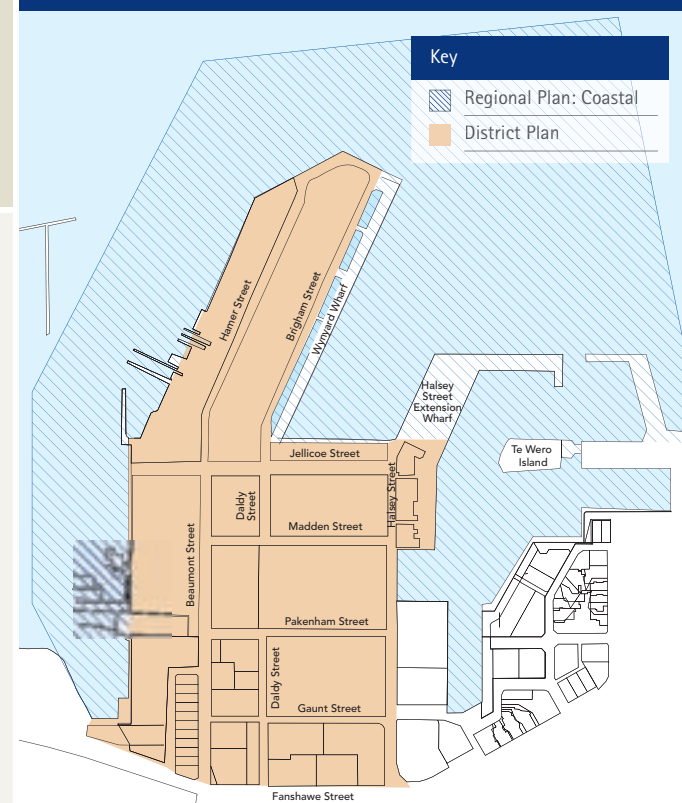 Key
Regional Plan: Coastal
District Plan
Hamer Street
Brigham Street
Wynyard Wharf
Halsey
Street
Extension
Wharf
Te Wero
Island
Jellicoe Street
Halsey Street
Daldy
Street
Madden Street
Beaumont Street
Pakenham Street
Daldy Street
Gaunt Street
Fanshawe Street